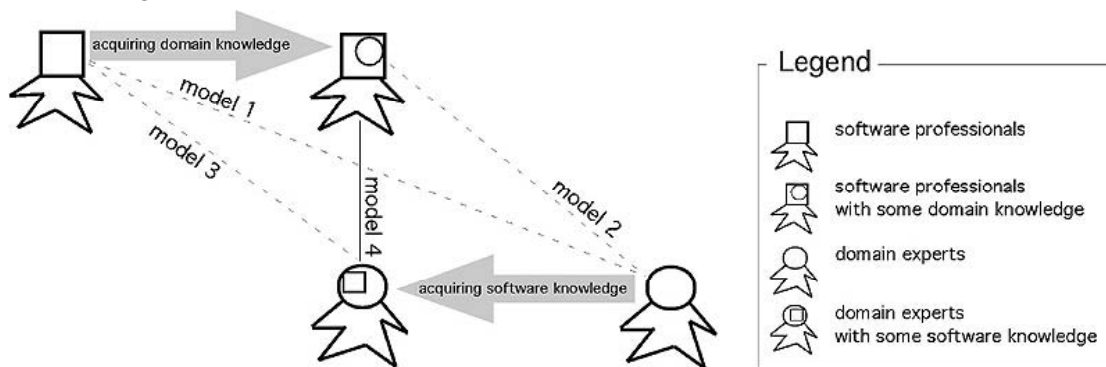 acquiring domain knowledge
model 1
model 3
model 4
model 2
acquiring software knowledge
Legend
software professionals
software professionals
with some domain knowledge
domain experts
domain experts
with some software knowledge